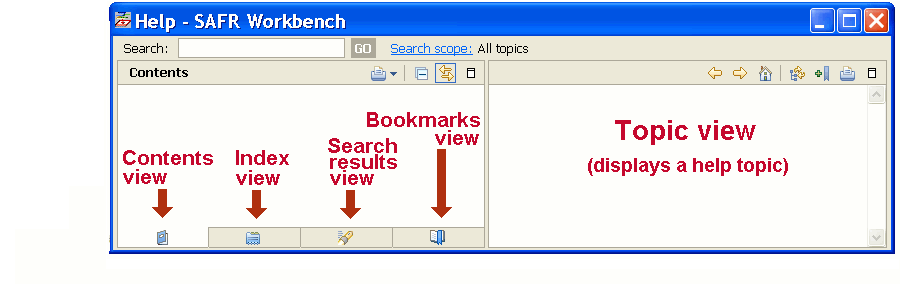 Help - SAFR Workbench
Search:
GO
Search scope: All topics
Contents
Bookmarks
view
Contents
view
Index
view
Search
results
view
Topic view
(displays a help topic)